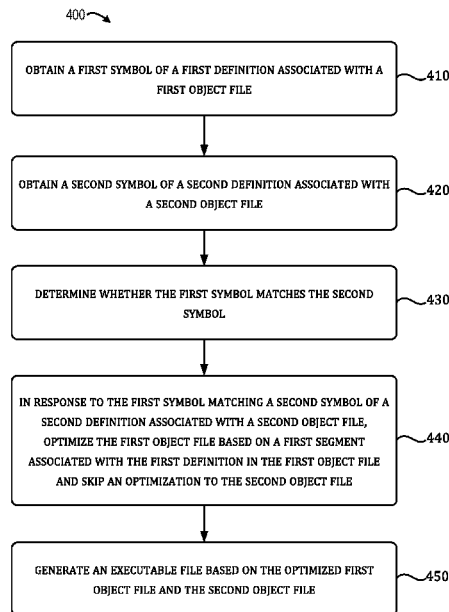 400
OBTAIN A FIRST SYMBOL OF A FIRST DEFINITION ASSOCIATED WITH A
FIRST OBJECT FILE
410
OBTAIN A SECOND SYMBOL OF A SECOND DEFINITION ASSOCIATED WITH
A SECOND OBJECT FILE
420
DETERMINE WHETHER THE FIRST SYMBOL MATCHES THE SECOND
SYMBOL
430
IN RESPONSE TO THE FIRST SYMBOL MATCHING A SECOND SYMBOL OF A
SECOND DEFINITION ASSOCIATED WITH A SECOND OBJECT FILE,
OPTIMIZE THE FIRST OBJECT FILE BASED ON A FIRST SEGMENT
ASSOCIATED WITH THE FIRST DEFINITION IN THE FIRST OBJECT FILE
AND SKIP AN OPTIMIZATION TO THE SECOND OBJECT FILE
440
GENERATE AN EXECUTABLE FILE BASED ON THE OPTIMIZED FIRST
OBJECT FILE AND THE SECOND OBJECT FILE
450